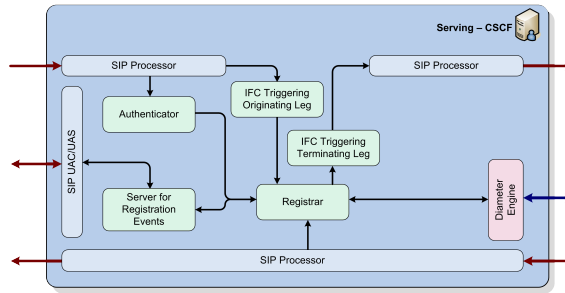 Serving – CSCF
SIP Processor
SIP Processor
IFC Triggering
Originating Leg
Authenticator
SIP UAC/UAS
IFC Triggering
Terminating Leg
Server for
Registration
Events
Registrar
Diameter
Engine
SIP Processor